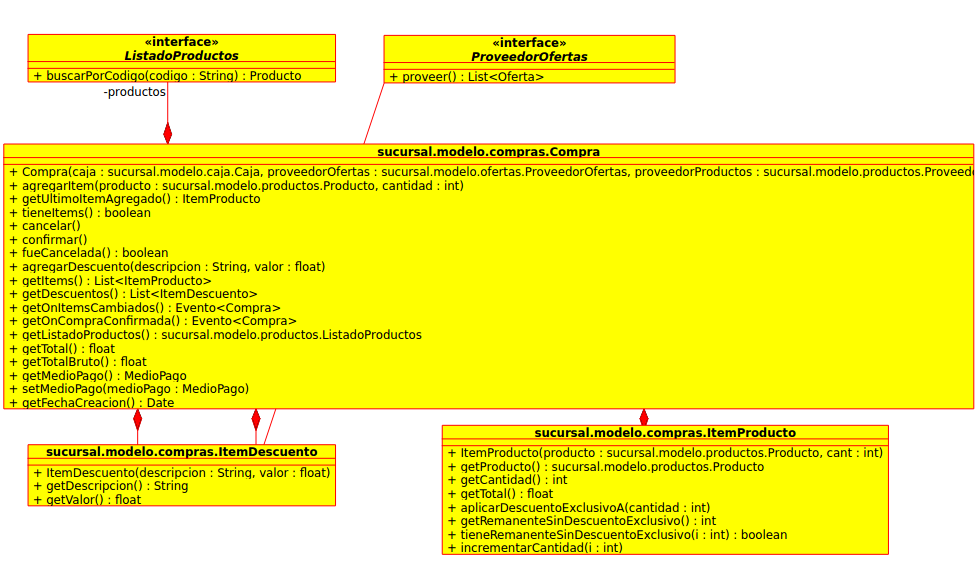 «interface»
ListadoProductos
+ buscarPorCodigo(codigo : String) : Producto
«interface»
ProveedorOfertas
+ proveer() : List<Oferta>
-productos
sucursal.modelo.compras.Compra
+ Compra(caja : sucursal.modelo.caja.Caja, proveedorOfertas : sucursal.modelo.ofertas.ProveedorOfertas, proveedorProductos : sucursal.modelo.productos.Proveed
+ agregarItem(producto : sucursal.modelo.productos.Producto, cantidad : int)
+ getUltimoItemAgregado() : ItemProducto
+ tieneItems() : boolean
+ cancelar()
+ confirmar()
+ fueCancelada() : boolean
+ agregarDescuento(descripcion : String, valor : float)
+ getItems() : List<ItemProducto>
+ getDescuentos() : List<ItemDescuento>
+ getOnItemsCambiados() : Evento<Compra>
+ getOnCompraConfirmada() : Evento<Compra>
+ getListadoProductos() : sucursal.modelo.productos.ListadoProductos
+ getTotal() : float
+ getTotalBruto() : float
+ getMedioPago() : MedioPago
+ setMedioPago(medioPago : MedioPago)
+ getFechaCreacion() : Date
sucursal.modelo.compras.ItemDescuento
+ ItemDescuento(descripcion : String, valor : float)
+ getDescripcion() : String
+ getValor() : float
sucursal.modelo.compras.ItemProducto
+ ItemProducto(producto : sucursal.modelo.productos.Producto, cant : int)
+ getProducto() : sucursal.modelo.productos.Producto
+ getCantidad() : int
+ getTotal() : float
+ aplicarDescuentoExclusivoA(cantidad : int)
+ getRemanenteSinDescuentoExclusivo() : int
+ tieneRemanenteSinDescuentoExclusivo(i : int) : boolean
+ incrementarCantidad(i : int)